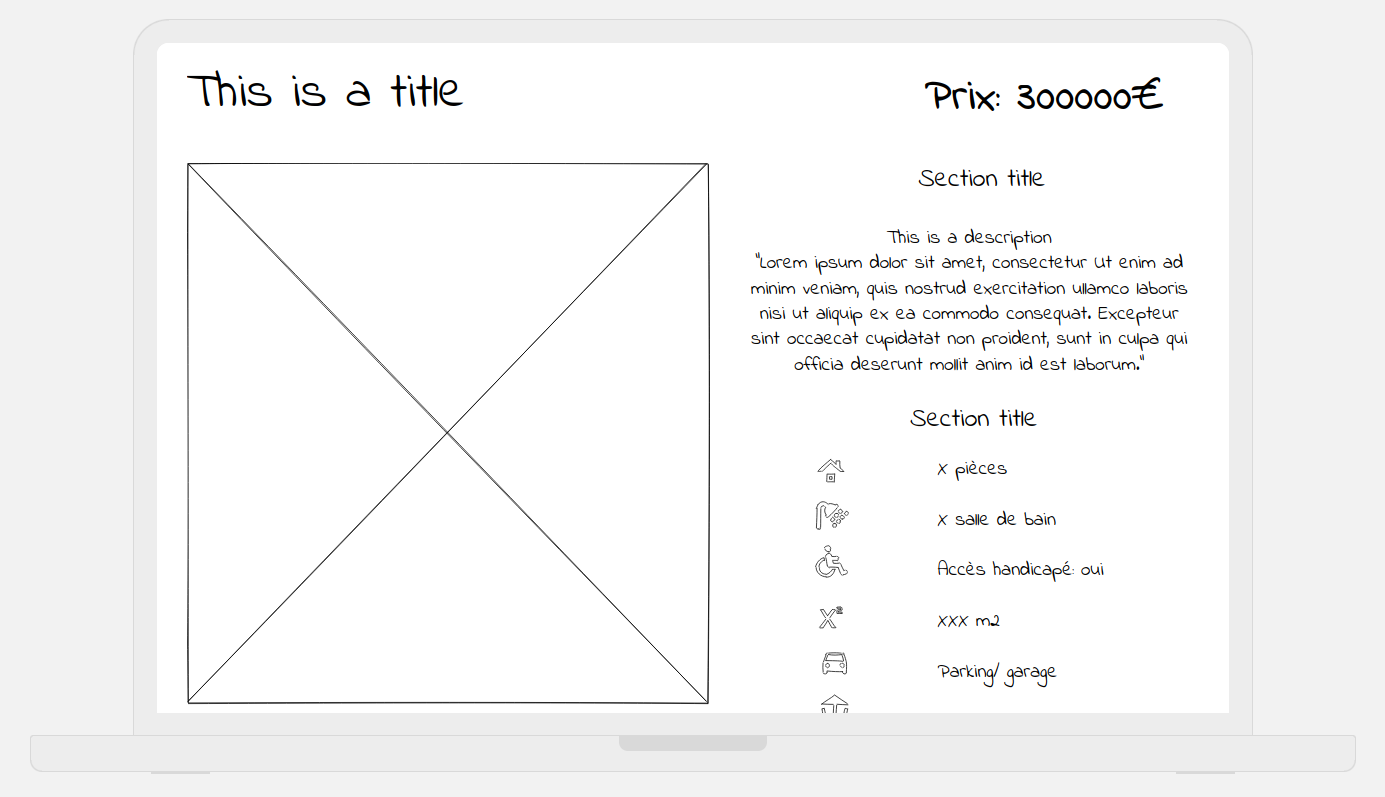 This is a title
Prix: 300000€
Section title
This is a description
"Lorem ipsum dolor sit amet, consectetur Ut enim ad
minim veniam, quis nostrud exercitation ullamco laboris
nisi ut aliquip ex ea commodo consequat. Excepteur
sint occaecat cupidatat non proident, sunt in culpa qui
officia deserunt mollit anim id est laborum."
Section title
X pièces
X salle de bain
Accès handicapé: oui
X²
XXX m2
Parking/ garage